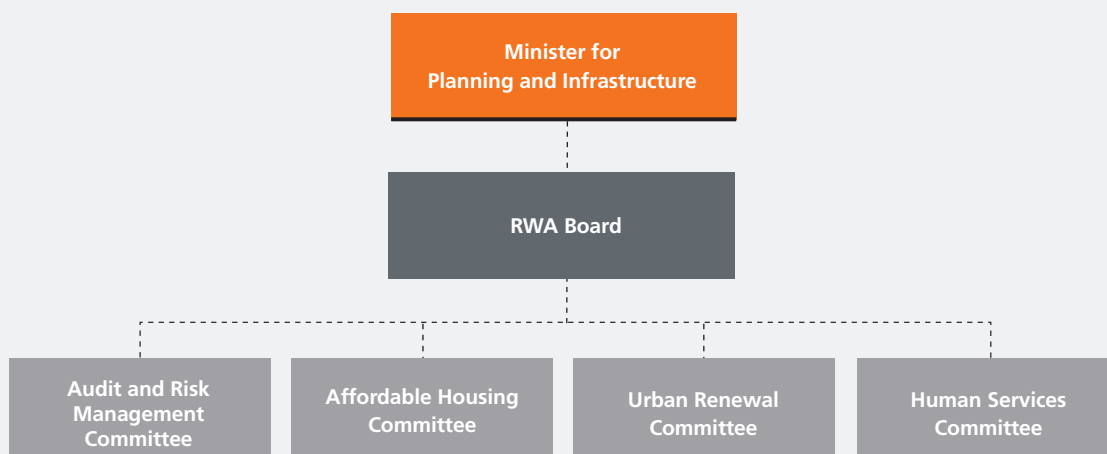 Minister for
Planning and Infrastructure
RWA Board
Audit and Risk
Management
Committee
Affordable Housing
Committee
Urban Renewal
Committee
Human Services
Committee